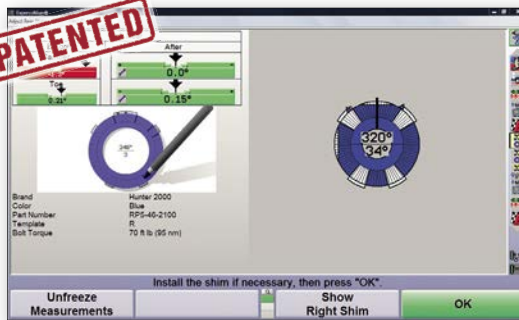 PATENTED
After
0.0°
Toe
0.21°
0.15°
320°
34°
Brand Hunter 2000
Color Blue
Part Number RPS-46-2100
Template R
Bolt Torque 70 ft lb (95 nm)
Install the shim if necessary, then press "OK".
Unfreeze
Measurements
Show
Right Shim
OK